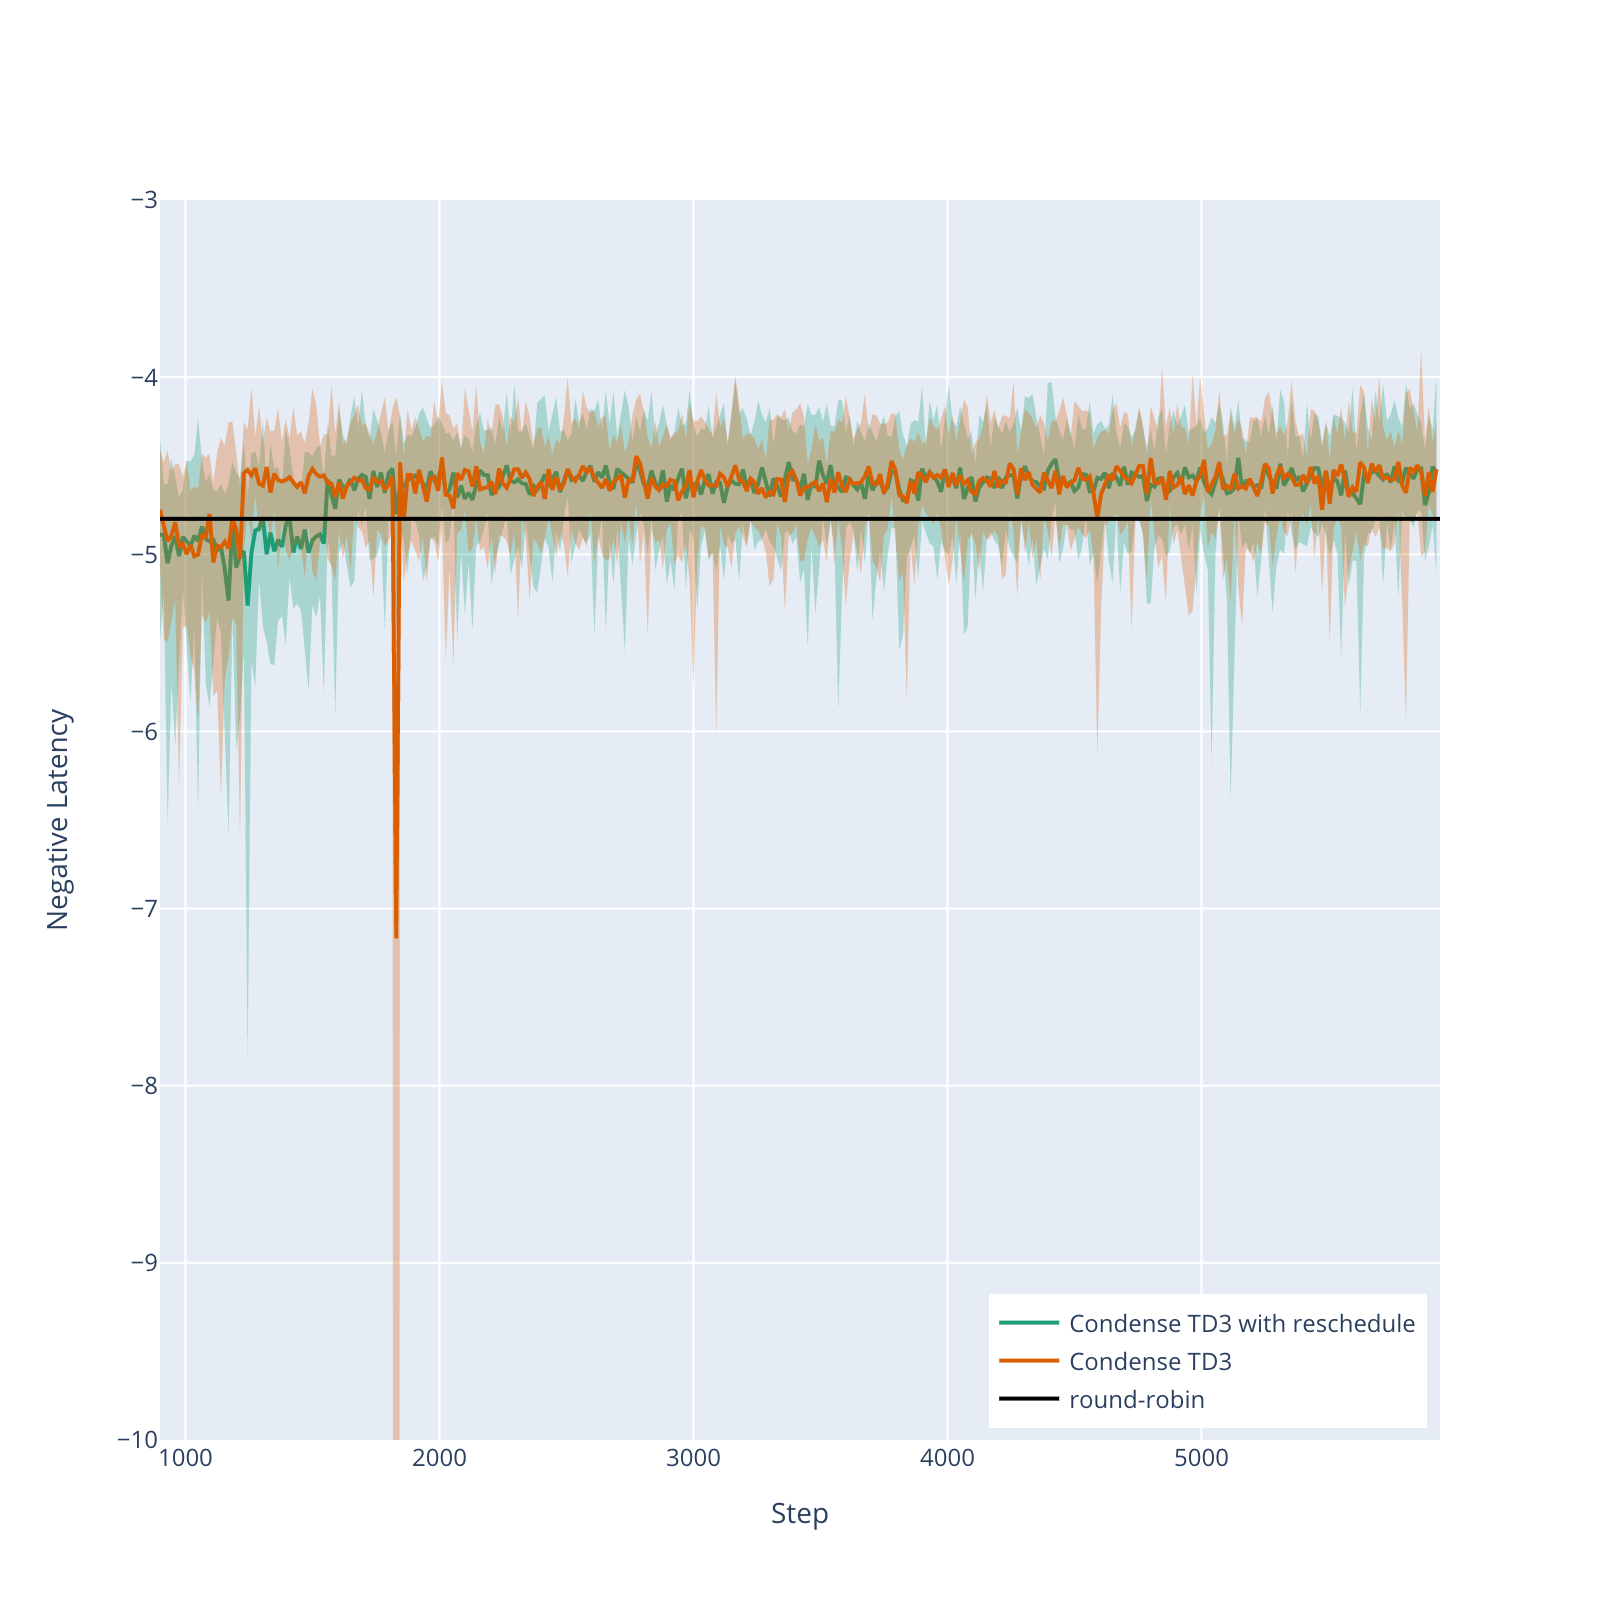 −3
−4
−5
−6
−7
−8
−9
−10
Negative Latency
1000
2000
3000
4000
5000
Step
Condense TD3 with reschedule
Condense TD3
round-robin